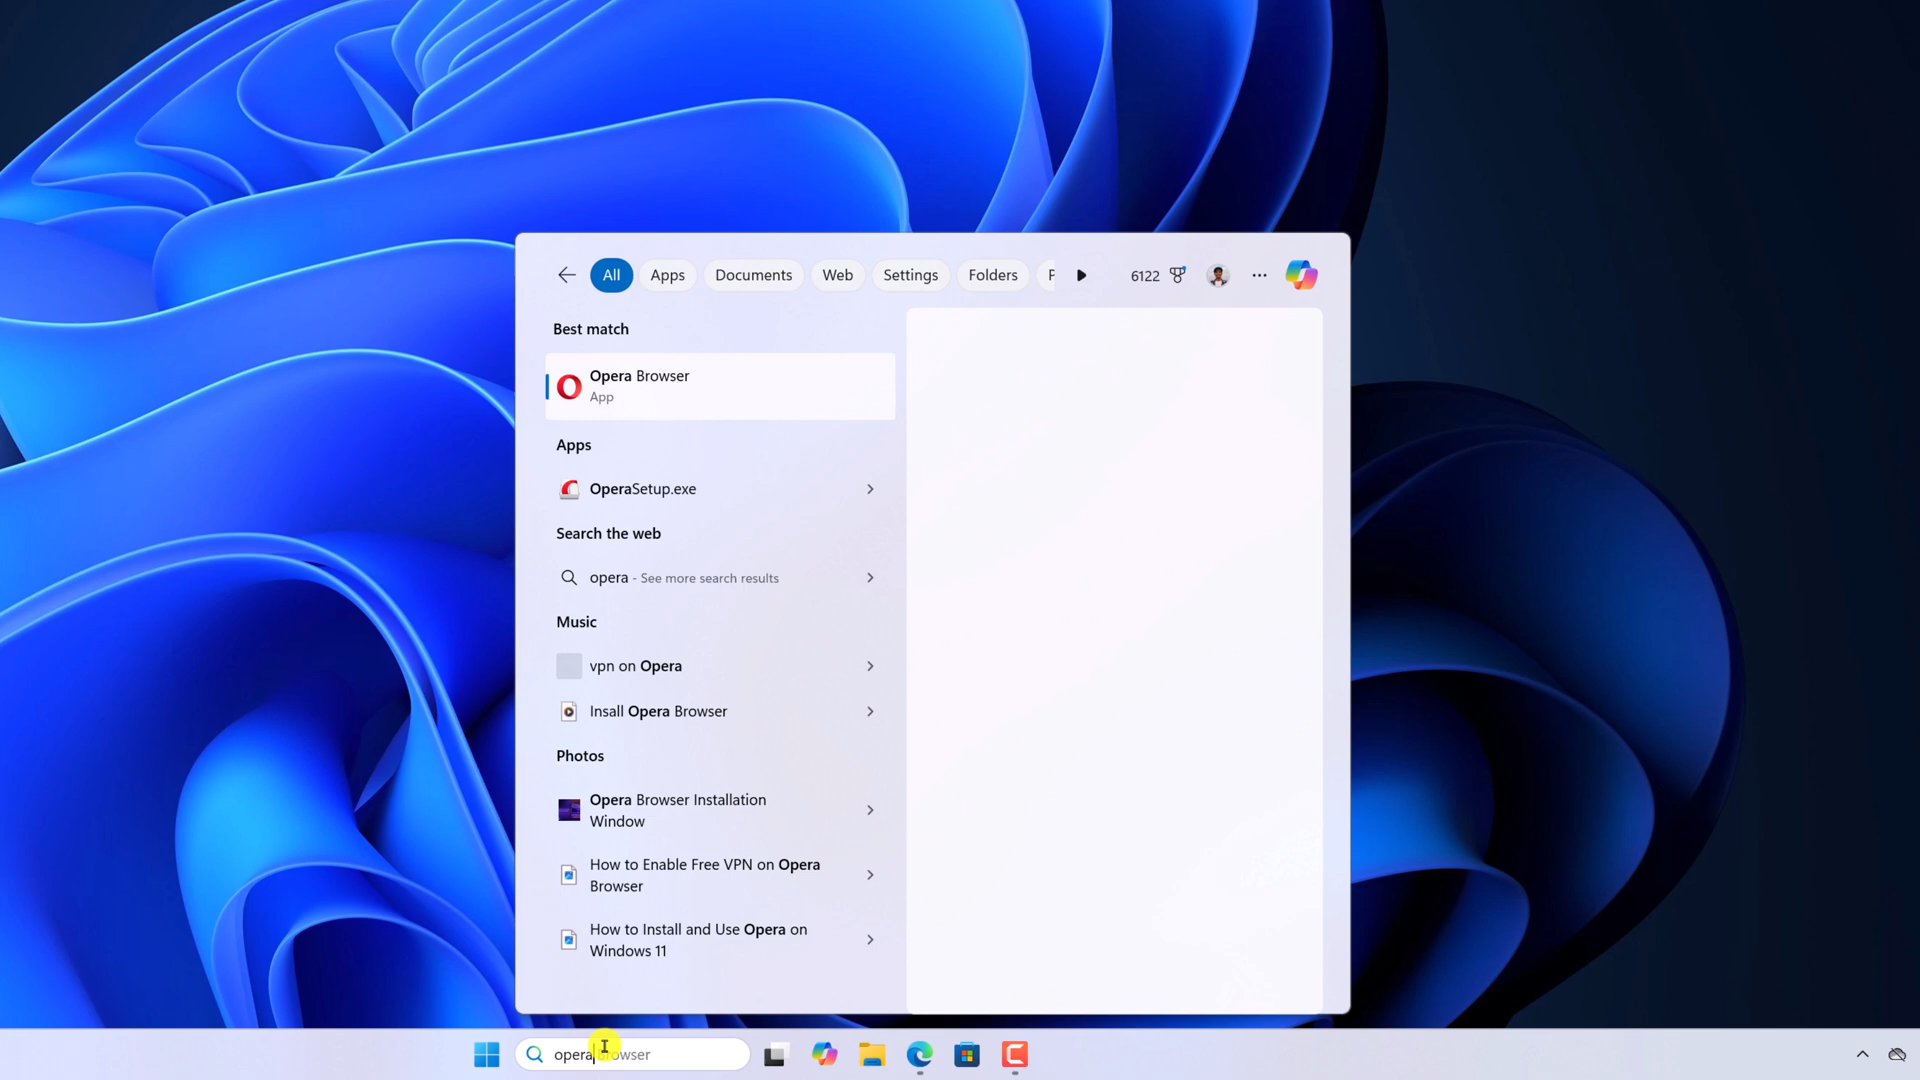 All Apps Documents Web Settings Folders P 6122
Best match
Opera Browser
App
Apps
OperaSetup.exe
Search the web
opera - See more search results
Music
vpn on Opera
Insall Opera Browser
Photos
Opera Browser Installation
Window
How to Enable Free VPN on Opera
Browser
How to Install and Use Opera on
Windows 11
opera browser